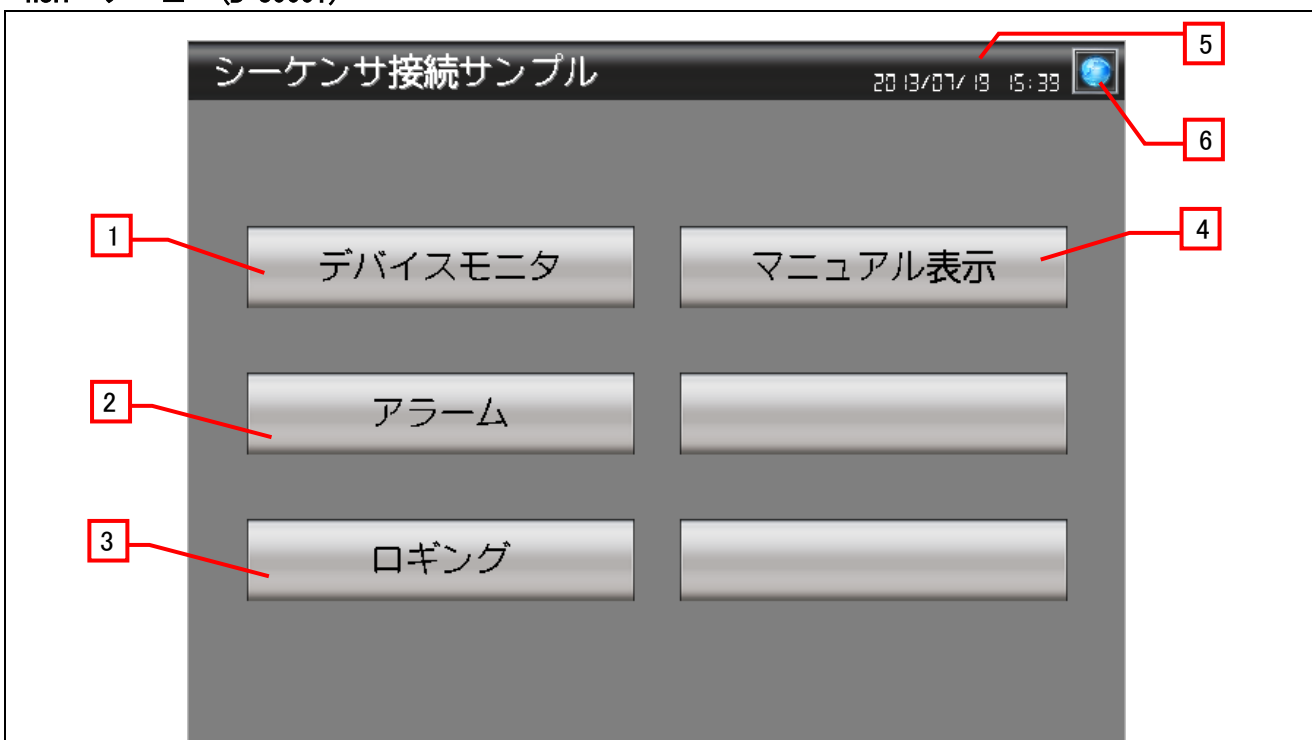 シーケンサ接続サンプル
2013/07/19 15:39
5
6
1
デバイスモニタ
マニュアル表示
4
2
アラーム
3
ロギング